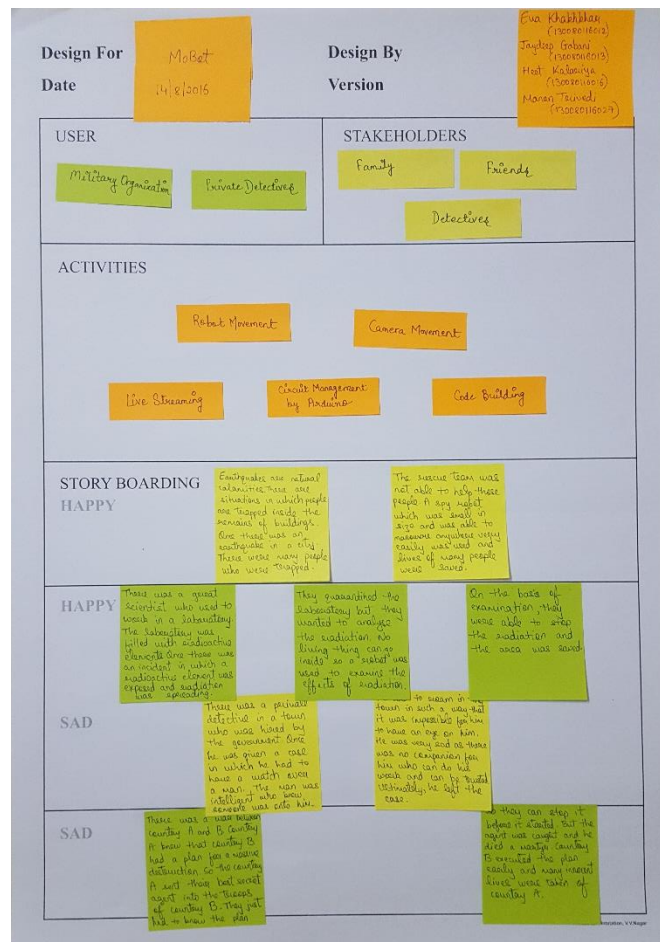 Design For
MoBot
Design By
Date
14/8/2015
Version
Eva Khakhkhar
(130080116012)
Jaydeep Gobani
(130080116013)
Heet Kalariya
(130080116015)
Manan Trivedi
(130080116027)
USER
Military Organization
Private Detectives
STAKEHOLDERS
Family
Friends
Detectives
ACTIVITIES
Robot Movement
Camera Movement
Live Streaming
Circuit Management
by Arduino
Code Building
STORY BOARDING
HAPPY
Earthquakes are natural
calamities. There are
situations in which people
are trapped inside the
remains of buildings.
Once there was an
earthquake in a city.
There were many people
who were trapped.
The rescue team was
not able to help these
people A spy robot
which was small in
size and was able to
manuever anywhere very
easily was used and
lives of many people
were saved.
HAPPY
There was a great
scientist who used to
work in a laboratory.
The laboratory was
filled with radioactive
elements Once there was
an incident in which a
radioactive element was
exposed and radiation
was spreading.
They quarantined the
laboratory but, they
wanted to analyse
the radiation. No
living thing can go
inside so a robot was
used to examine the
effects of radiation.
On the basis of
examination, they
were able to stop
the radiation and
the area was saved.
SAD
There was a private
detective in a town
who was hired by
the government. Once
he was given a case
in which he had to
have a watch over
a man. The man was
intelligent who knew
someone was onto him.
town in such a way that
it was impossible for him
to have an eye on him.
He was very sad as there
was no companion for
him who can do his
work and can be trusted
Ultimately, he left the
case.
SAD
There was a war between
country A and B Country
A knew that country B
had a plan for a massive
destruction. So the country
A sent their best secret
agent into the troops
of country B. They just
had to know the plan
so they can stop it
before it started. But the
agent was caught and he
died a martyr. Country
B executed the plan
easily and many innocent
lives were taken of
country A.